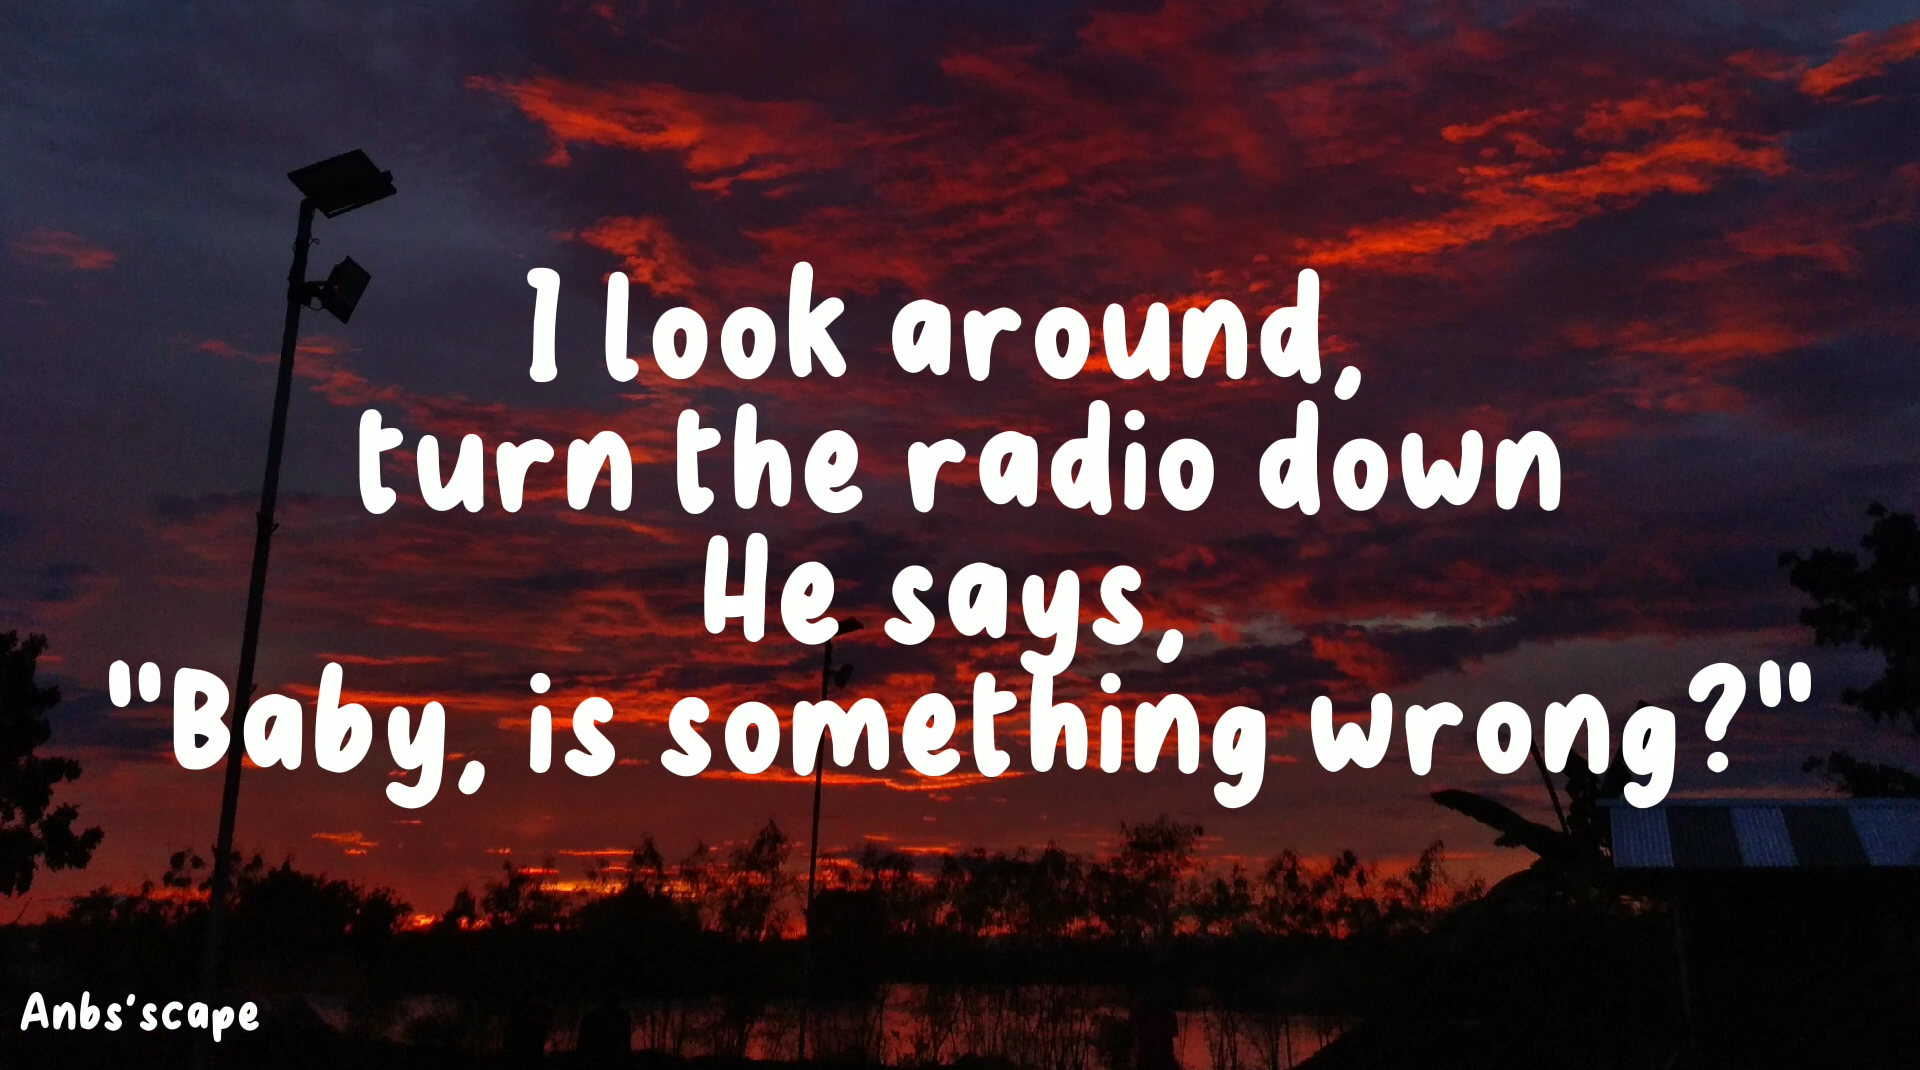 I look around,
turn the radio down
He says,
"Baby, is something wrong?"
Anbs'scape